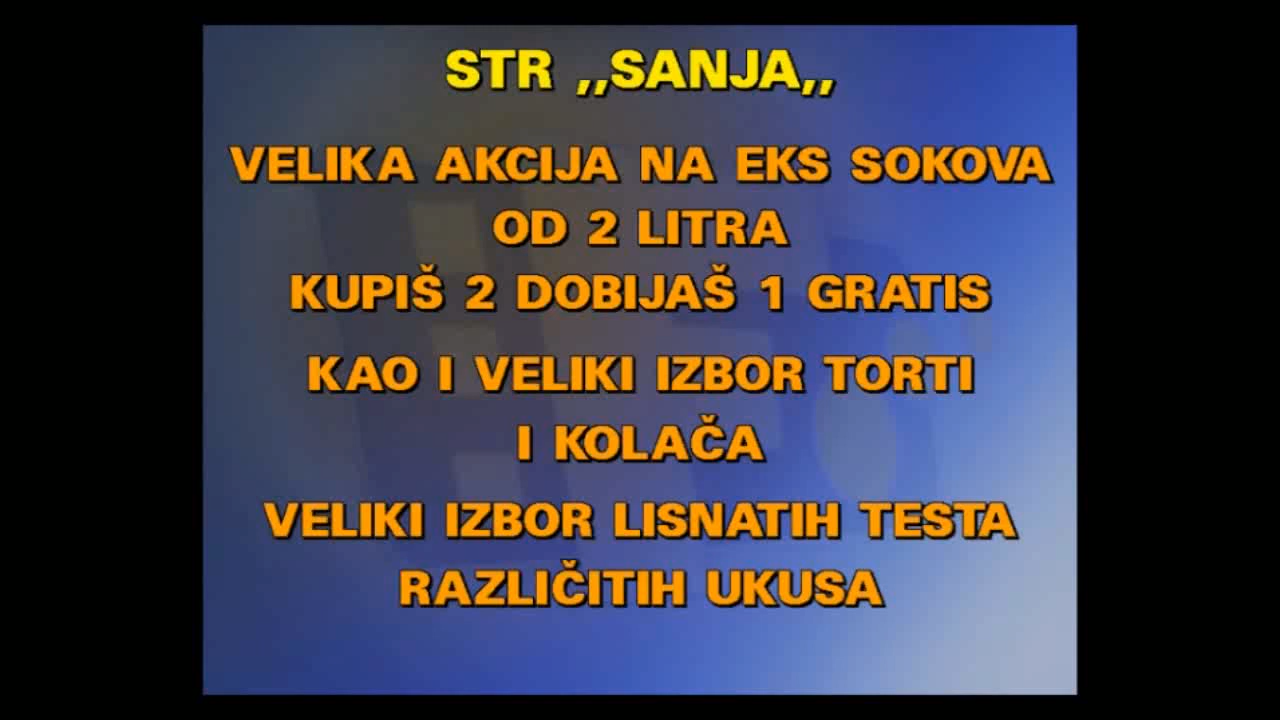 STR ,,SANJA,,
VELIKA AKCIJA NA EKS SOKOVA
OD 2 LITRA
KUPIŠ 2 DOBIJAŠ 1 GRATIS
KAO I VELIKI IZBOR TORTI
I KOLAČA
VELIKI IZBOR LISNATIH TESTA
RAZLIČITIH UKUSA